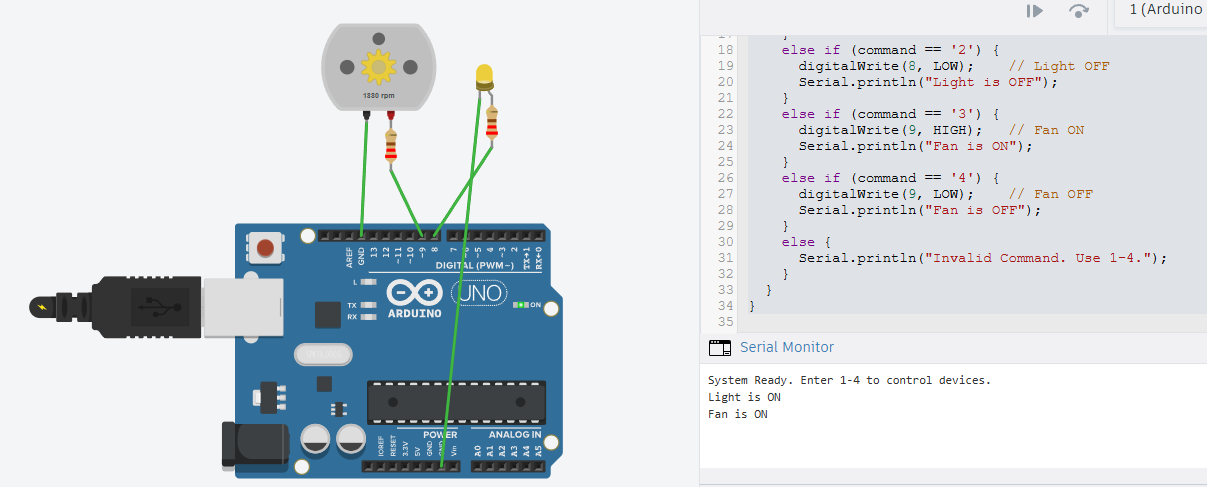 1 (Arduino
18 else if (command == '2') {
19 digitalWrite(8, LOW); // Light OFF
20 Serial.println("Light is OFF");
21 }
22 else if (command == '3') {
23 digitalWrite(9, HIGH); // Fan ON
24 Serial.println("Fan is ON");
25 }
26 else if (command == '4') {
27 digitalWrite(9, LOW); // Fan OFF
28 Serial.println("Fan is OFF");
29 }
30 else {
31 Serial.println("Invalid Command. Use 1-4.");
32 }
33 }
34 }
35
Serial Monitor
System Ready. Enter 1-4 to control devices.
Light is ON
Fan is ON
1880 rpm
AREF GND 13 12 ~11 ~10 ~9 8 7 ~6 ~5 4 ~3 2 TX→1 RX←0
DIGITAL (PWM~)
L
TX
RX
UNO
ARDUINO
ON
POWER ANALOG IN
IOREF RESET 3.3V 5V GND GND Vin A0 A1 A2 A3 A4 A5